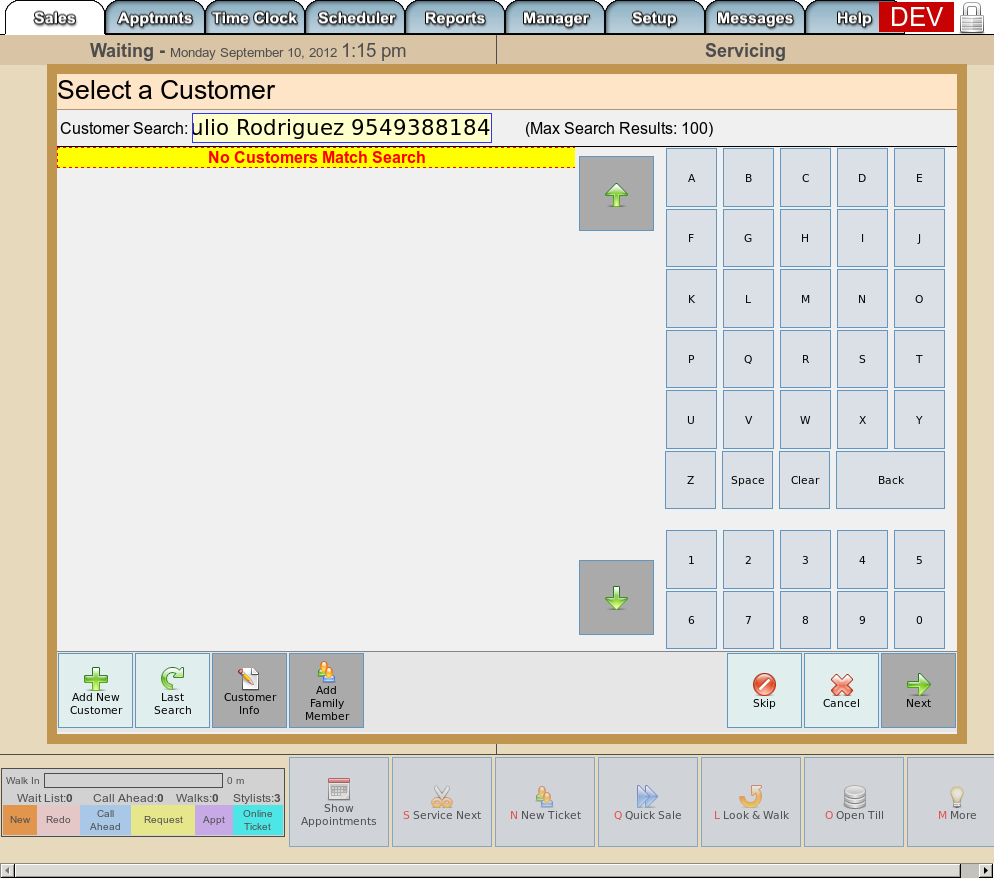 Sales Apptmnts Time Clock Scheduler Reports Manager Setup Messages Help DEV
Waiting - Monday September 10, 2012 1:15 pm
Servicing
Select a Customer
Customer Search: ulio Rodriguez 9549388184 (Max Search Results: 100)
No Customers Match Search
A B C D E
F G H I J
K L M N O
P Q R S T
U V W X Y
Z Space Clear Back
1 2 3 4 5
6 7 8 9 0
Add New
Customer
Last
Search
Customer
Info
Add
Family
Member
Skip
Cancel
Next
Walk In 0 m
Wait List:0 Call Ahead:0 Walks:0 Stylists:3
New
Redo
Call
Ahead
Request
Appt
Online
Ticket
Show
Appointments
S Service Next
N New Ticket
Q Quick Sale
L Look & Walk
O Open Till
M More